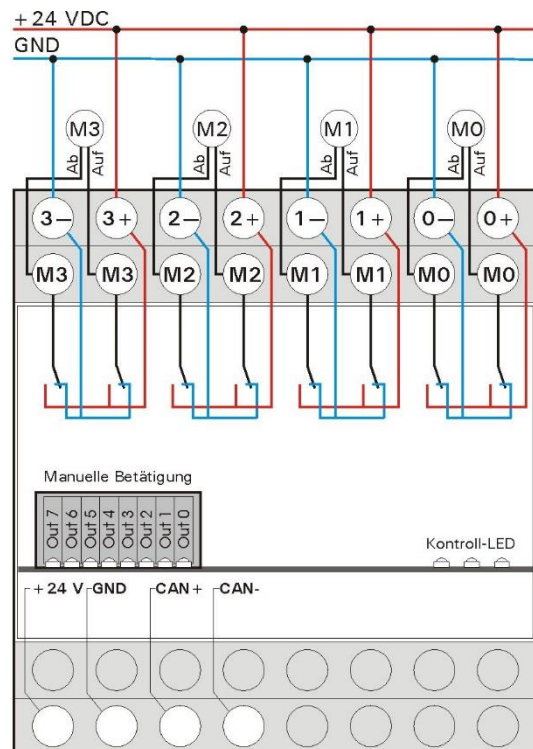 +24 VDC
GND
M3 M2 M1 M0
Ab Auf Ab Auf Ab Auf Ab Auf
3– 3+ 2– 2+ 1– 1+ 0– 0+
M3 M3 M2 M2 M1 M1 M0 M0
Manuelle Betätigung
Out 7 Out 6 Out 5 Out 4 Out 3 Out 2 Out 1 Out 0
Kontroll-LED
+24 V GND CAN+ CAN-